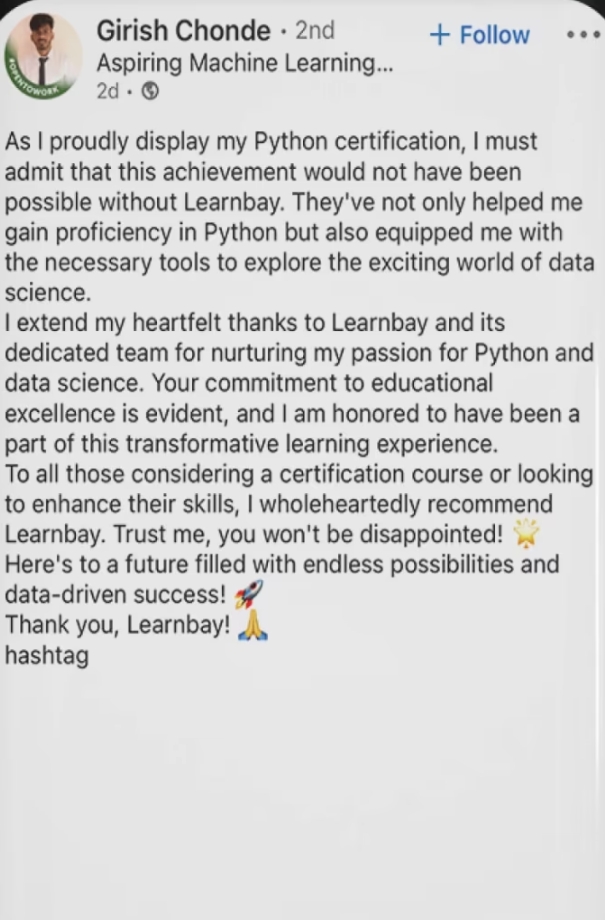 Girish Chonde · 2nd
+ Follow
Aspiring Machine Learning...
2d ·
#OPENTOWORK
As I proudly display my Python certification, I must
admit that this achievement would not have been
possible without Learnbay. They've not only helped me
gain proficiency in Python but also equipped me with
the necessary tools to explore the exciting world of data
science.
I extend my heartfelt thanks to Learnbay and its
dedicated team for nurturing my passion for Python and
data science. Your commitment to educational
excellence is evident, and I am honored to have been a
part of this transformative learning experience.
To all those considering a certification course or looking
to enhance their skills, I wholeheartedly recommend
Learnbay. Trust me, you won't be disappointed! 🌟
Here's to a future filled with endless possibilities and
data-driven success! 🚀
Thank you, Learnbay! 🙏
hashtag